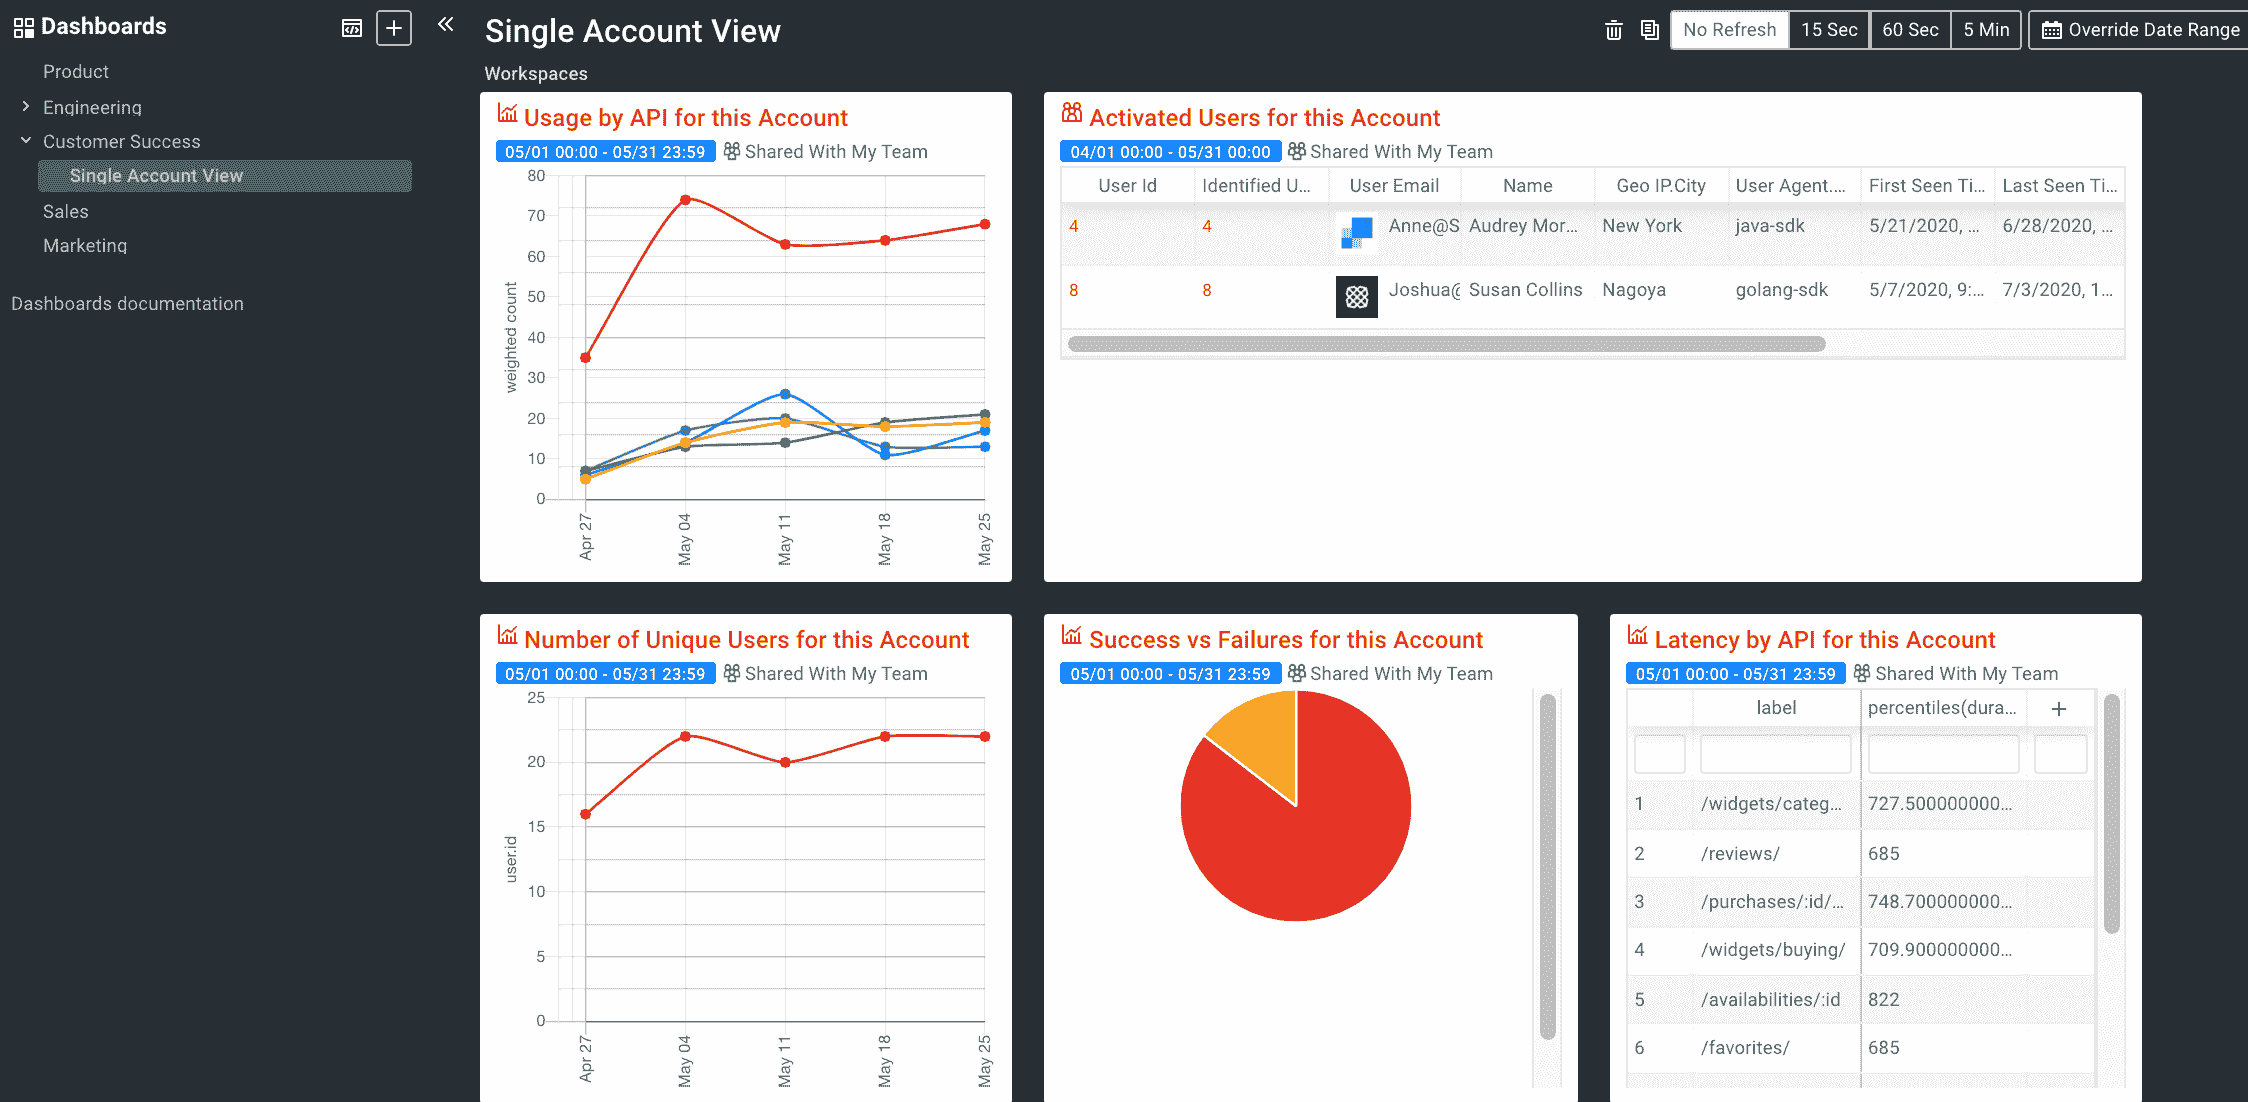 Dashboards
Product
Engineering
Customer Success
Single Account View
Sales
Marketing
Dashboards documentation
Single Account View
No Refresh 15 Sec 60 Sec 5 Min Override Date Range
Workspaces
Usage by API for this Account
05/01 00:00 - 05/31 23:59 Shared With My Team
weighted count
80
70
60
50
40
30
20
10
0
Apr 27 May 04 May 11 May 18 May 25
Activated Users for this Account
04/01 00:00 - 05/31 00:00 Shared With My Team
User Id Identified U... User Email Name Geo IP.City User Agent.... First Seen Ti... Last Seen Ti...
4 4 Anne@S Audrey Mor... New York java-sdk 5/21/2020, ... 6/28/2020, ...
8 8 Joshua@ Susan Collins Nagoya golang-sdk 5/7/2020, 9:... 7/3/2020, 1...
Number of Unique Users for this Account
05/01 00:00 - 05/31 23:59 Shared With My Team
user.id
25
20
15
10
5
0
Apr 27 May 04 May 11 May 18 May 25
Success vs Failures for this Account
05/01 00:00 - 05/31 23:59 Shared With My Team
Latency by API for this Account
05/01 00:00 - 05/31 23:59 Shared With My Team
label percentiles(dura... +
1 /widgets/categ... 727.500000000...
2 /reviews/ 685
3 /purchases/:id/... 748.700000000...
4 /widgets/buying/ 709.900000000...
5 /availabilities/:id 822
6 /favorites/ 685